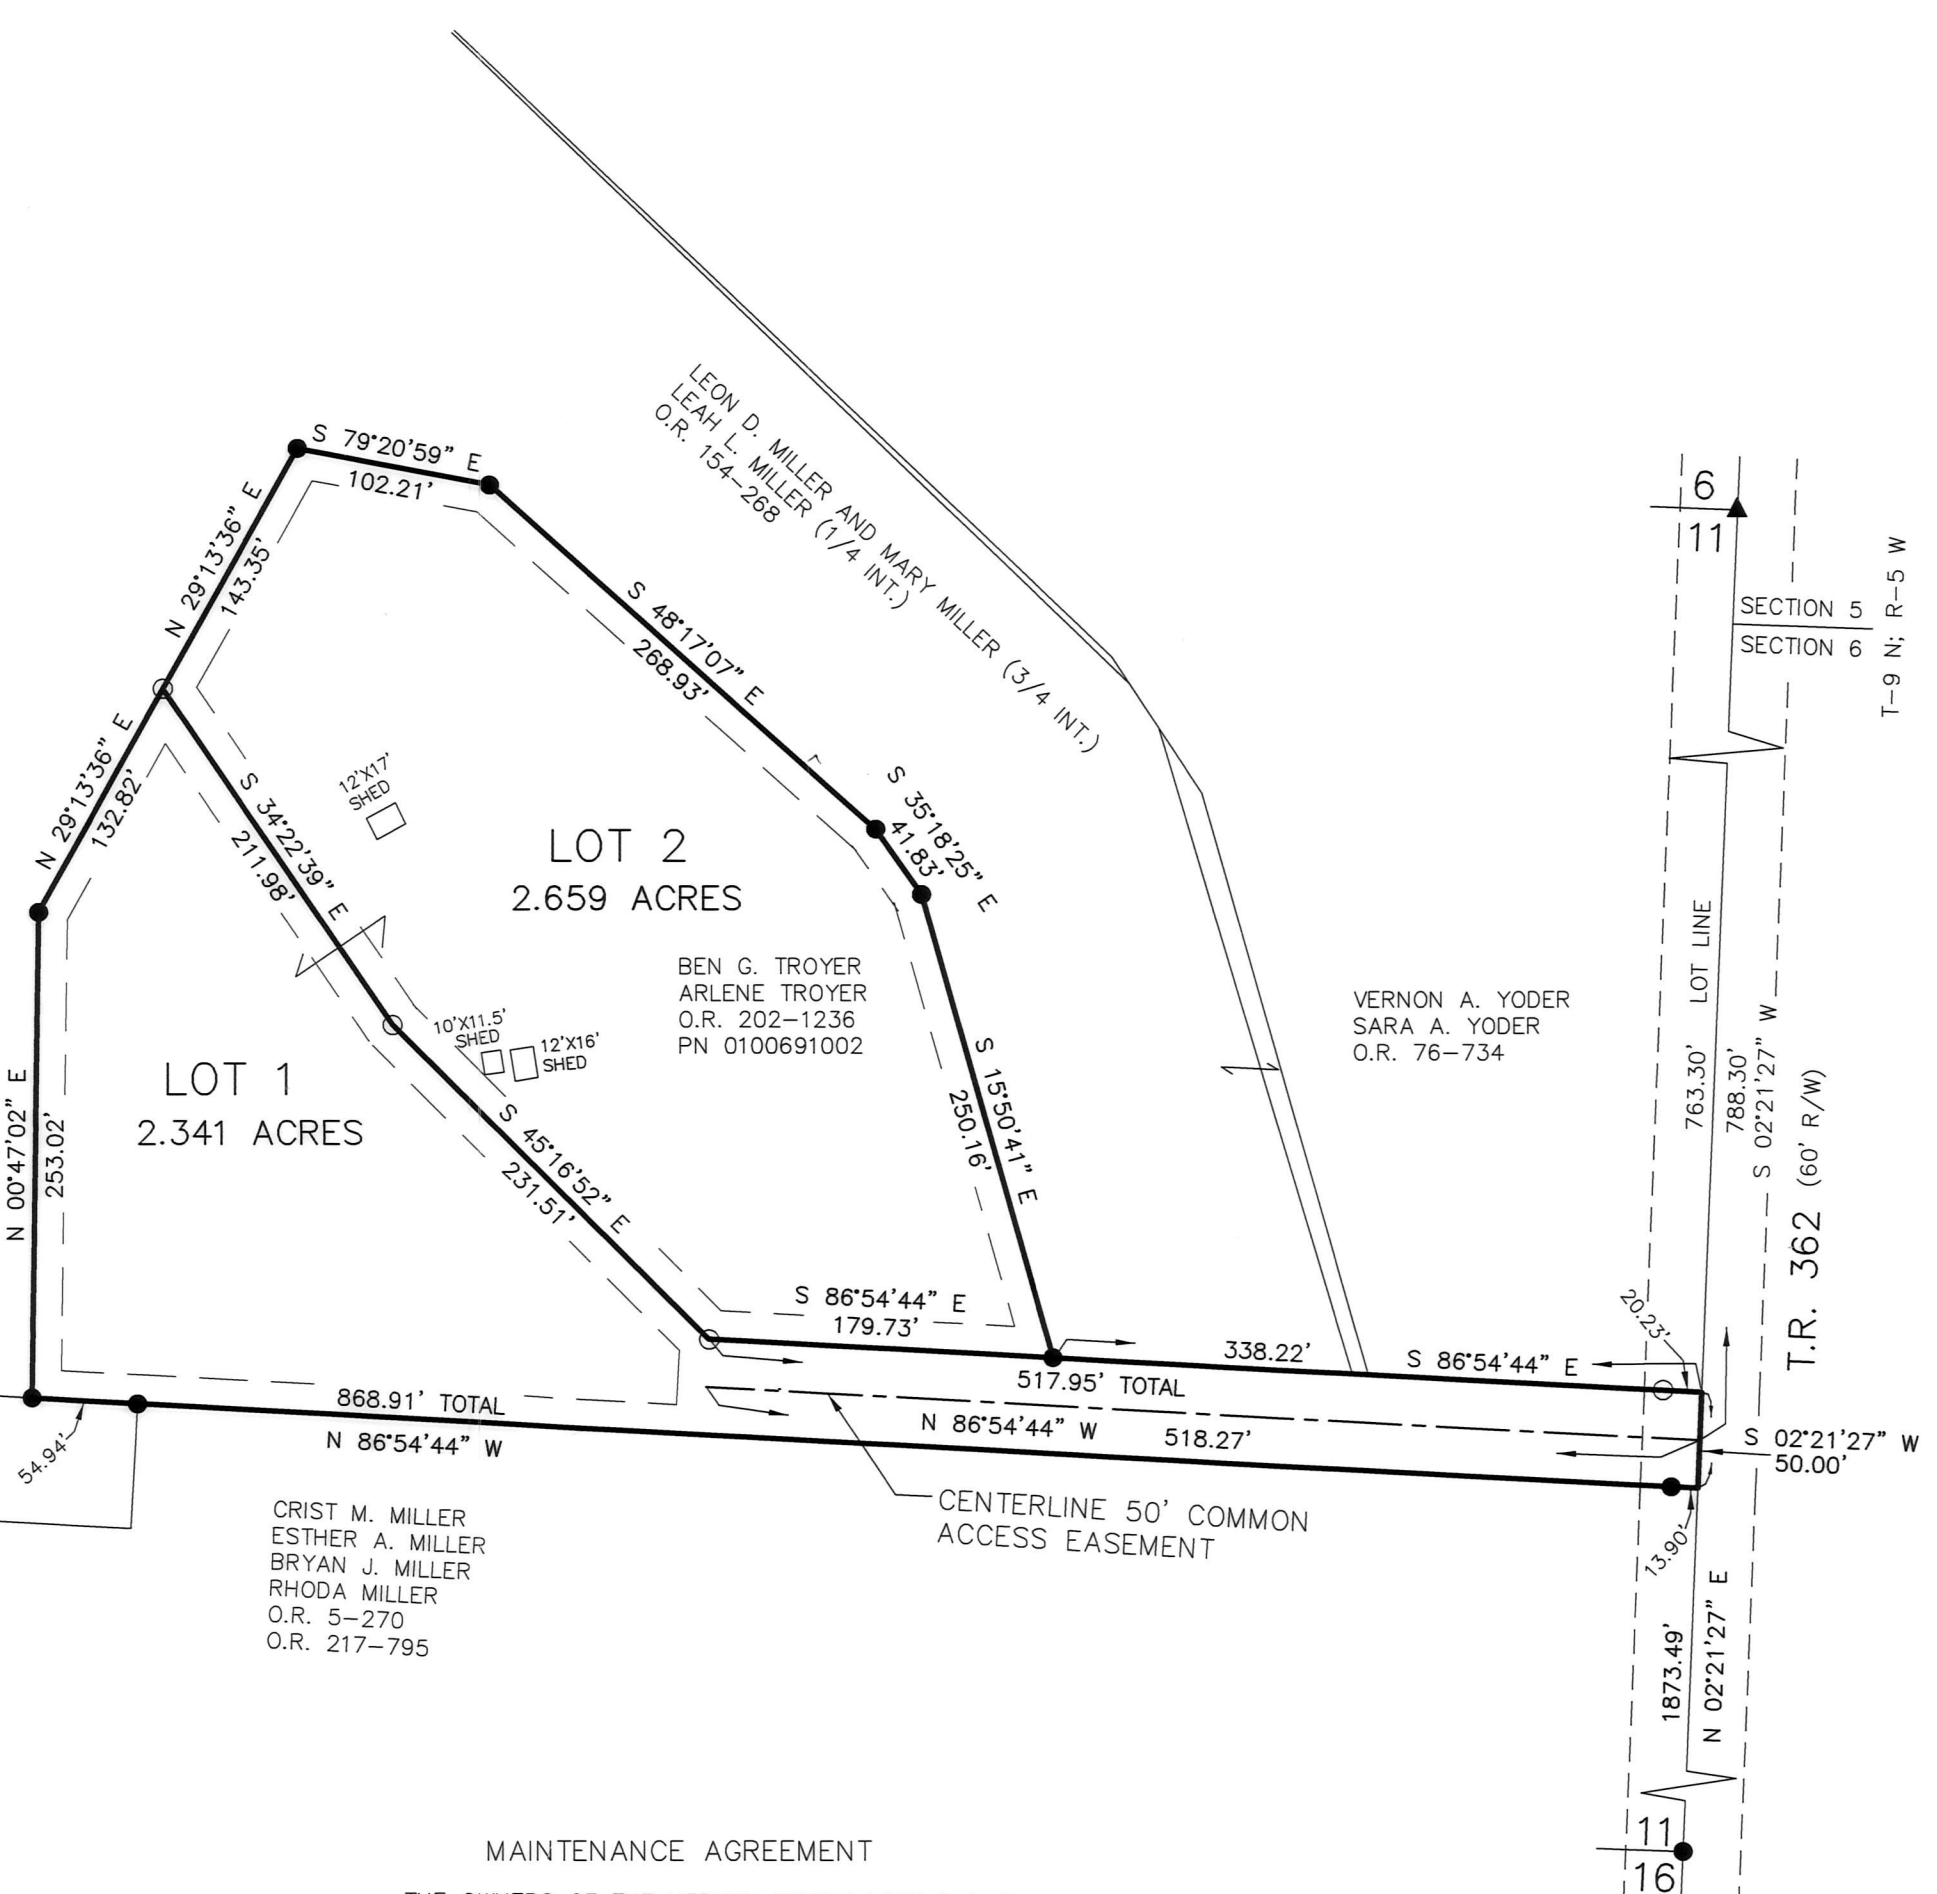 LEON D. MILLER AND MARY MILLER (3/4 INT.)
LEAH L. MILLER (1/4 INT.)
O.R. 154-268
S 79°20'59" E
102.21'
N 29°13'36" E
143.35'
S 48°17'07" E
268.93'
6
11
SECTION 5
SECTION 6
T-9 N; R-5 W
N 29°13'36" E
132.82'
S 34°22'39" E
211.98'
12'X17'
SHED
LOT 2
2.659 ACRES
S 35°18'25" E
41.83'
BEN G. TROYER
ARLENE TROYER
O.R. 202-1236
PN 0100691002
VERNON A. YODER
SARA A. YODER
O.R. 76-734
763.30' LOT LINE
788.30'
S 02°21'27" W
T.R. 362 (60' R/W)
10'X11.5'
SHED
12'X16'
SHED
LOT 1
2.341 ACRES
N 00°47'02" E
253.02'
S 45°16'52" E
231.51'
S 15°50'41" E
250.16'
S 86°54'44" E
179.73'
338.22'
S 86°54'44" E
20.23'
517.95' TOTAL
868.91' TOTAL
N 86°54'44" W
54.94'
N 86°54'44" W
518.27'
S 02°21'27" W
50.00'
13.90'
CENTERLINE 50' COMMON
ACCESS EASEMENT
CRIST M. MILLER
ESTHER A. MILLER
BRYAN J. MILLER
RHODA MILLER
O.R. 5-270
O.R. 217-795
1873.49'
N 02°21'27" E
11
16
MAINTENANCE AGREEMENT